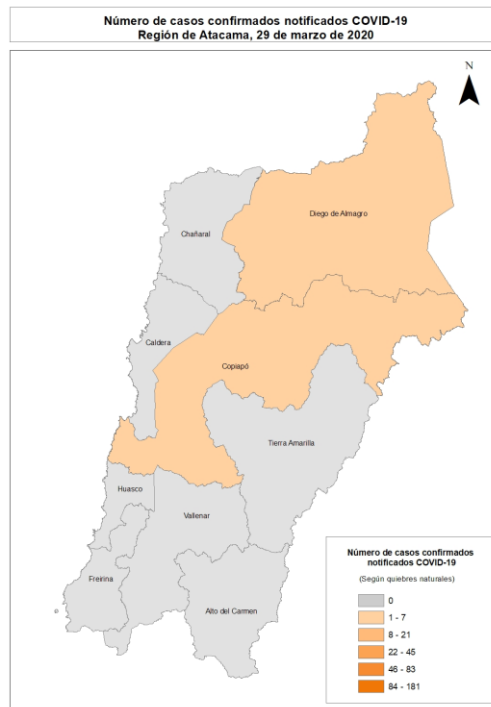 Número de casos confirmados notificados COVID-19
Región de Atacama, 29 de marzo de 2020
N
Diego de Almagro
Chañaral
Caldera
Copiapó
Tierra Amarilla
Huasco
Vallenar
Freirina
Alto del Carmen
Número de casos confirmados
notificados COVID-19
(Según quiebres naturales)
0
1 - 7
8 - 21
22 - 45
46 - 83
84 - 181